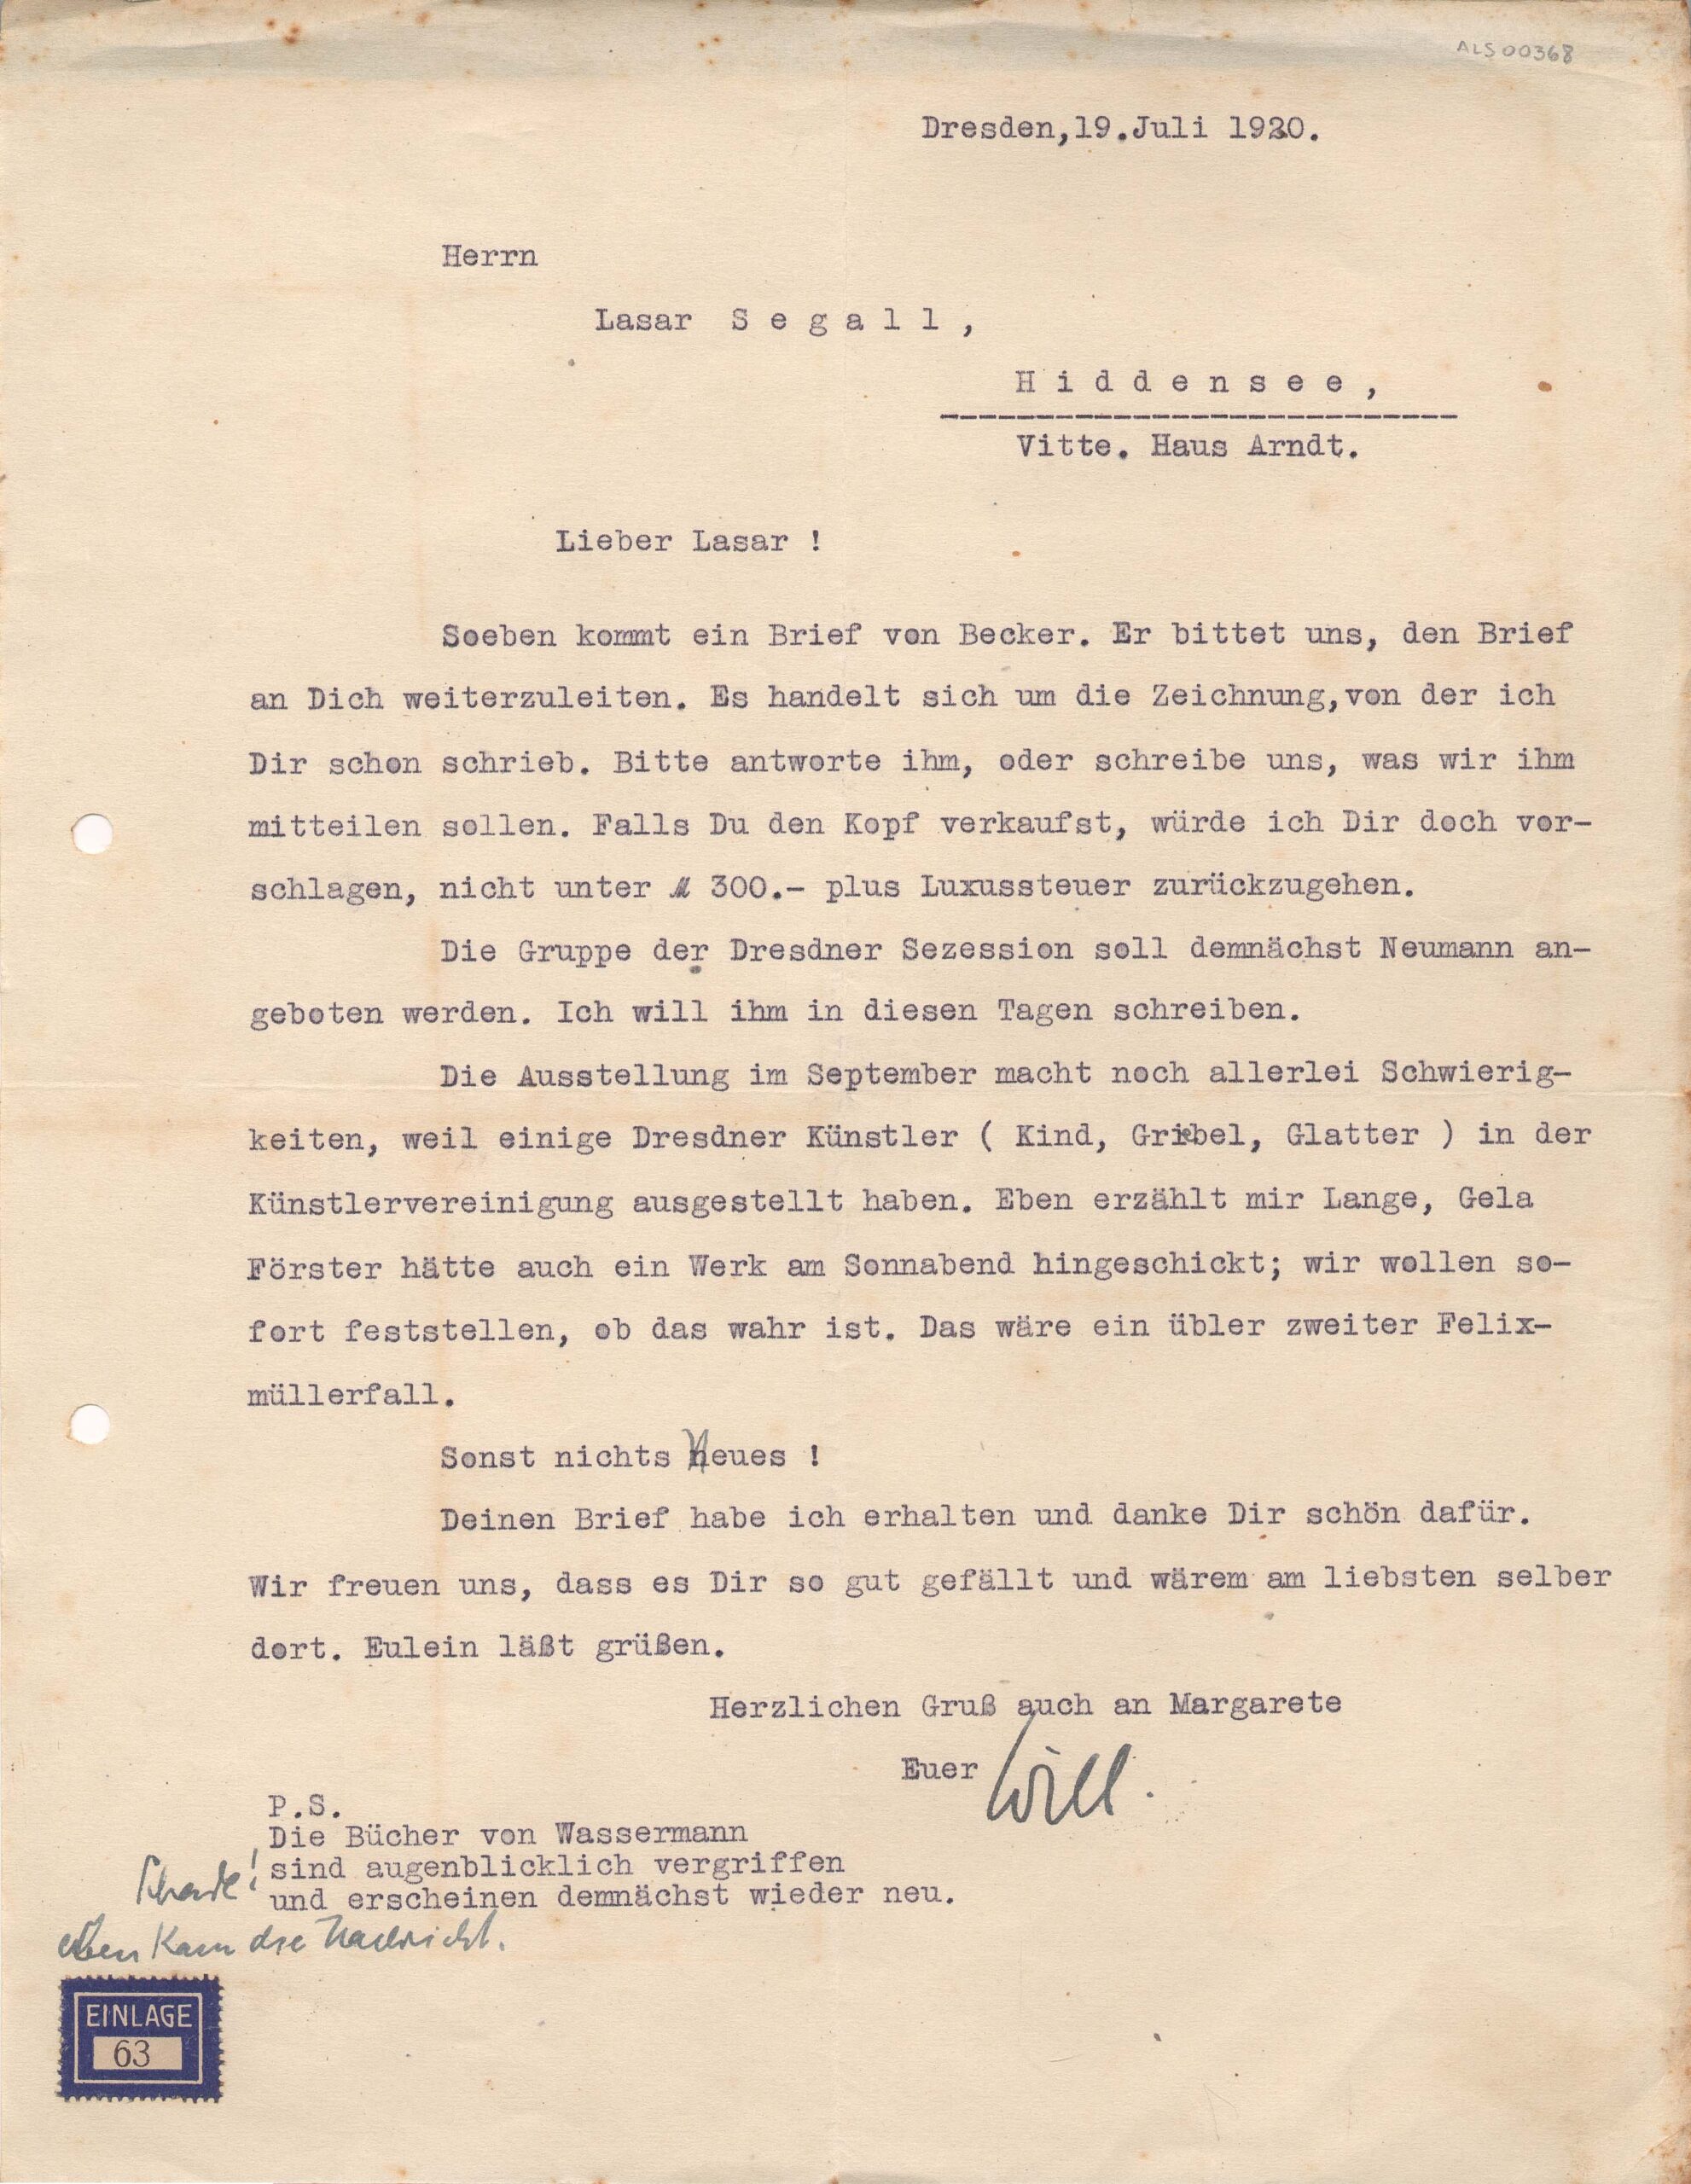 ALS00368
Dresden,19.Juli 1920.
Herrn
Lasar S e g a l l ,
H i d d e n s e e ,
Vitte. Haus Arndt.
Lieber Lasar !
Soeben kommt ein Brief von Becker. Er bittet uns, den Brief
an Dich weiterzuleiten. Es handelt sich um die Zeichnung,von der ich
Dir schon schrieb. Bitte antworte ihm, oder schreibe uns, was wir ihm
mitteilen sollen. Falls Du den Kopf verkaufst, würde ich Dir doch vor-
schlagen, nicht unter ℳ 300.- plus Luxussteuer zurückzugehen.
Die Gruppe der Dresdner Sezession soll demnächst Neumann an-
geboten werden. Ich will ihm in diesen Tagen schreiben.
Die Ausstellung im September macht noch allerlei Schwierig-
keiten, weil einige Dresdner Künstler ( Kind, Griebel, Glatter ) in der
Künstlervereinigung ausgestellt haben. Eben erzählt mir Lange, Gela
Förster hätte auch ein Werk am Sonnabend hingeschickt; wir wollen so-
fort feststellen, ob das wahr ist. Das wäre ein übler zweiter Felix-
müllerfall.
Sonst nichts Neues !
Deinen Brief habe ich erhalten und danke Dir schön dafür.
Wir freuen uns, dass es Dir so gut gefällt und wärem am liebsten selber
dort. Eulein läßt grüßen.
Herzlichen Gruß auch an Margarete
Euer Will.
P.S.
Die Bücher von Wassermann
sind augenblicklich vergriffen
und erscheinen demnächst wieder neu.
Schade!
eben kam die Nachricht.
EINLAGE
63